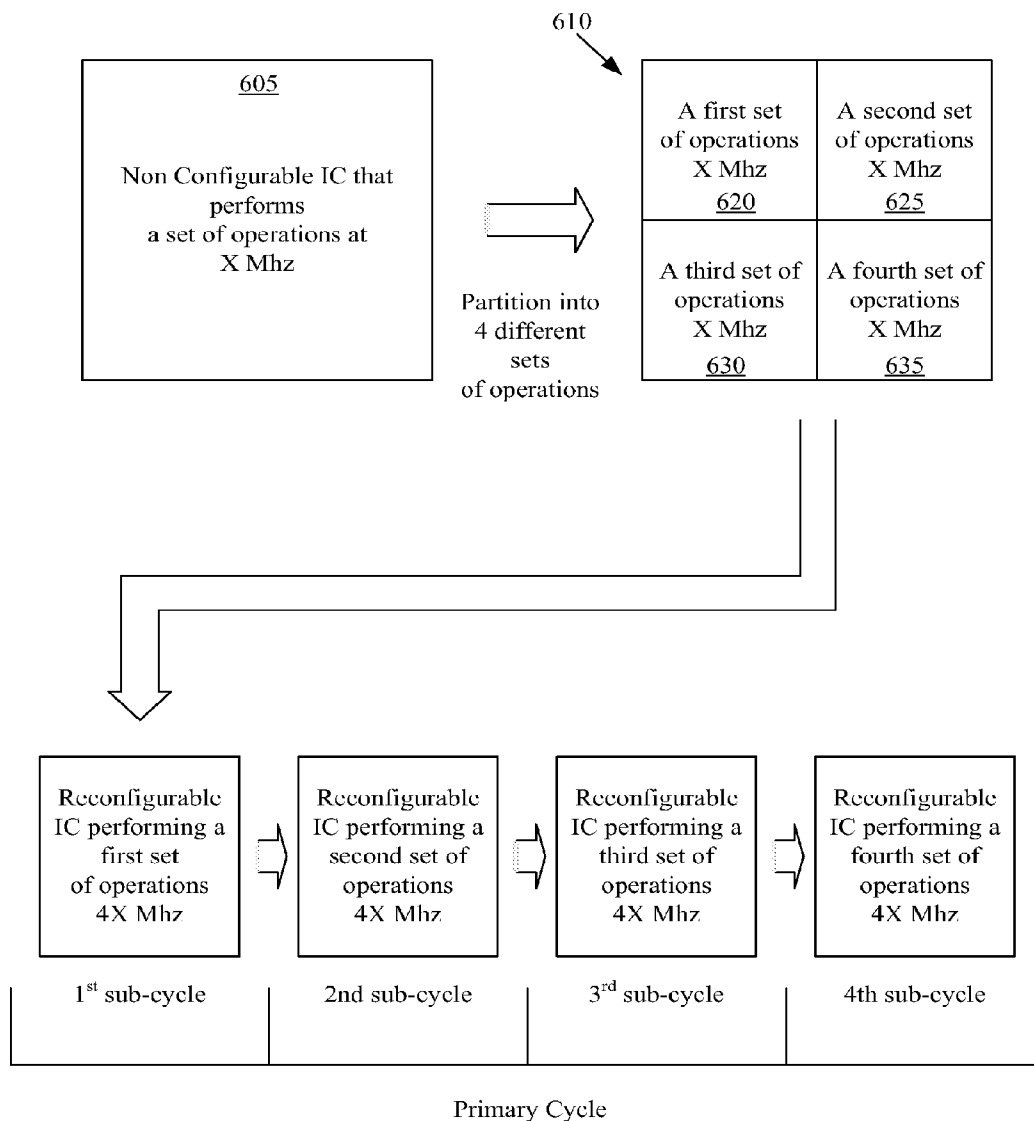 610
605
Non Configurable IC that
performs
a set of operations at
X Mhz
Partition into
4 different
sets
of operations
A first set
of operations
X Mhz
620
A second set
of operations
X Mhz
625
A third set of
operations
X Mhz
630
A fourth set of
operations
X Mhz
635
Reconfigurable
IC performing a
first set
of operations
4X Mhz
Reconfigurable
IC performing a
second set of
operations
4X Mhz
Reconfigurable
IC performing a
third set of
operations
4X Mhz
Reconfigurable
IC performing a
fourth set of
operations
4X Mhz
1st sub-cycle
2nd sub-cycle
3rd sub-cycle
4th sub-cycle
Primary Cycle